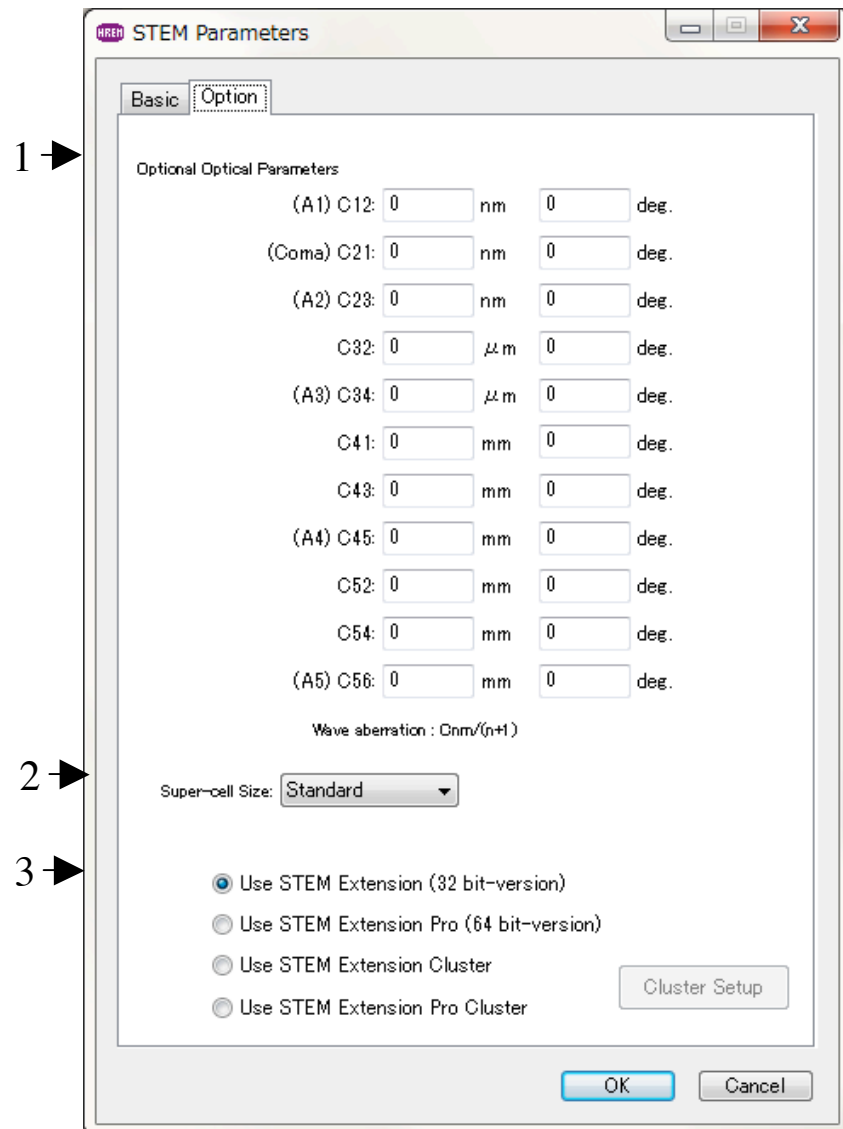 HREM STEM Parameters
Basic Option
1
Optional Optical Parameters
(A1) C12: 0 nm 0 deg.
(Coma) C21: 0 nm 0 deg.
(A2) C23: 0 nm 0 deg.
C32: 0 μm 0 deg.
(A3) C34: 0 μm 0 deg.
C41: 0 mm 0 deg.
C43: 0 mm 0 deg.
(A4) C45: 0 mm 0 deg.
C52: 0 mm 0 deg.
C54: 0 mm 0 deg.
(A5) C56: 0 mm 0 deg.
Wave aberration : Cnm/(n+1)
2
Super-cell Size: Standard
3
Use STEM Extension (32 bit-version)
Use STEM Extension Pro (64 bit-version)
Use STEM Extension Cluster
Cluster Setup
Use STEM Extension Pro Cluster
OK Cancel